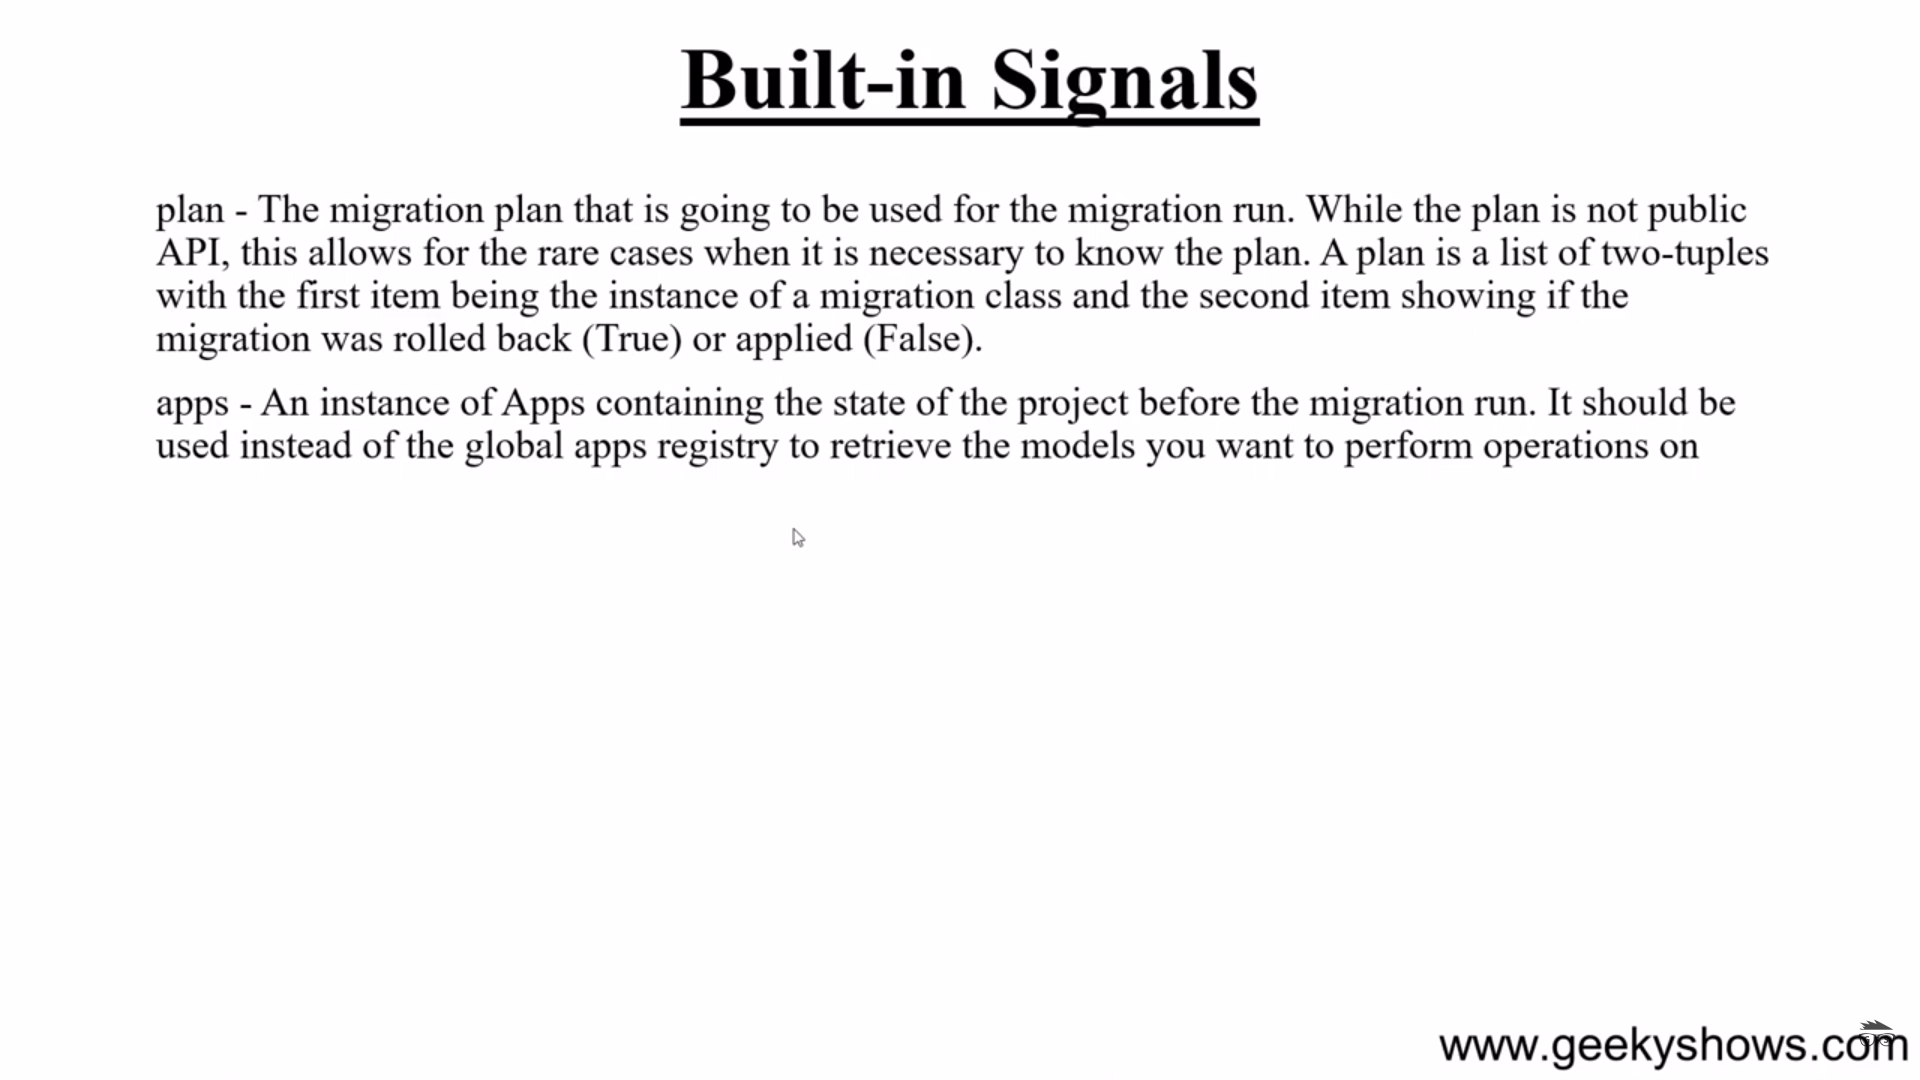 Built-in Signals
plan - The migration plan that is going to be used for the migration run. While the plan is not public
API, this allows for the rare cases when it is necessary to know the plan. A plan is a list of two-tuples
with the first item being the instance of a migration class and the second item showing if the
migration was rolled back (True) or applied (False).
apps - An instance of Apps containing the state of the project before the migration run. It should be
used instead of the global apps registry to retrieve the models you want to perform operations on
www.geekyshows.com